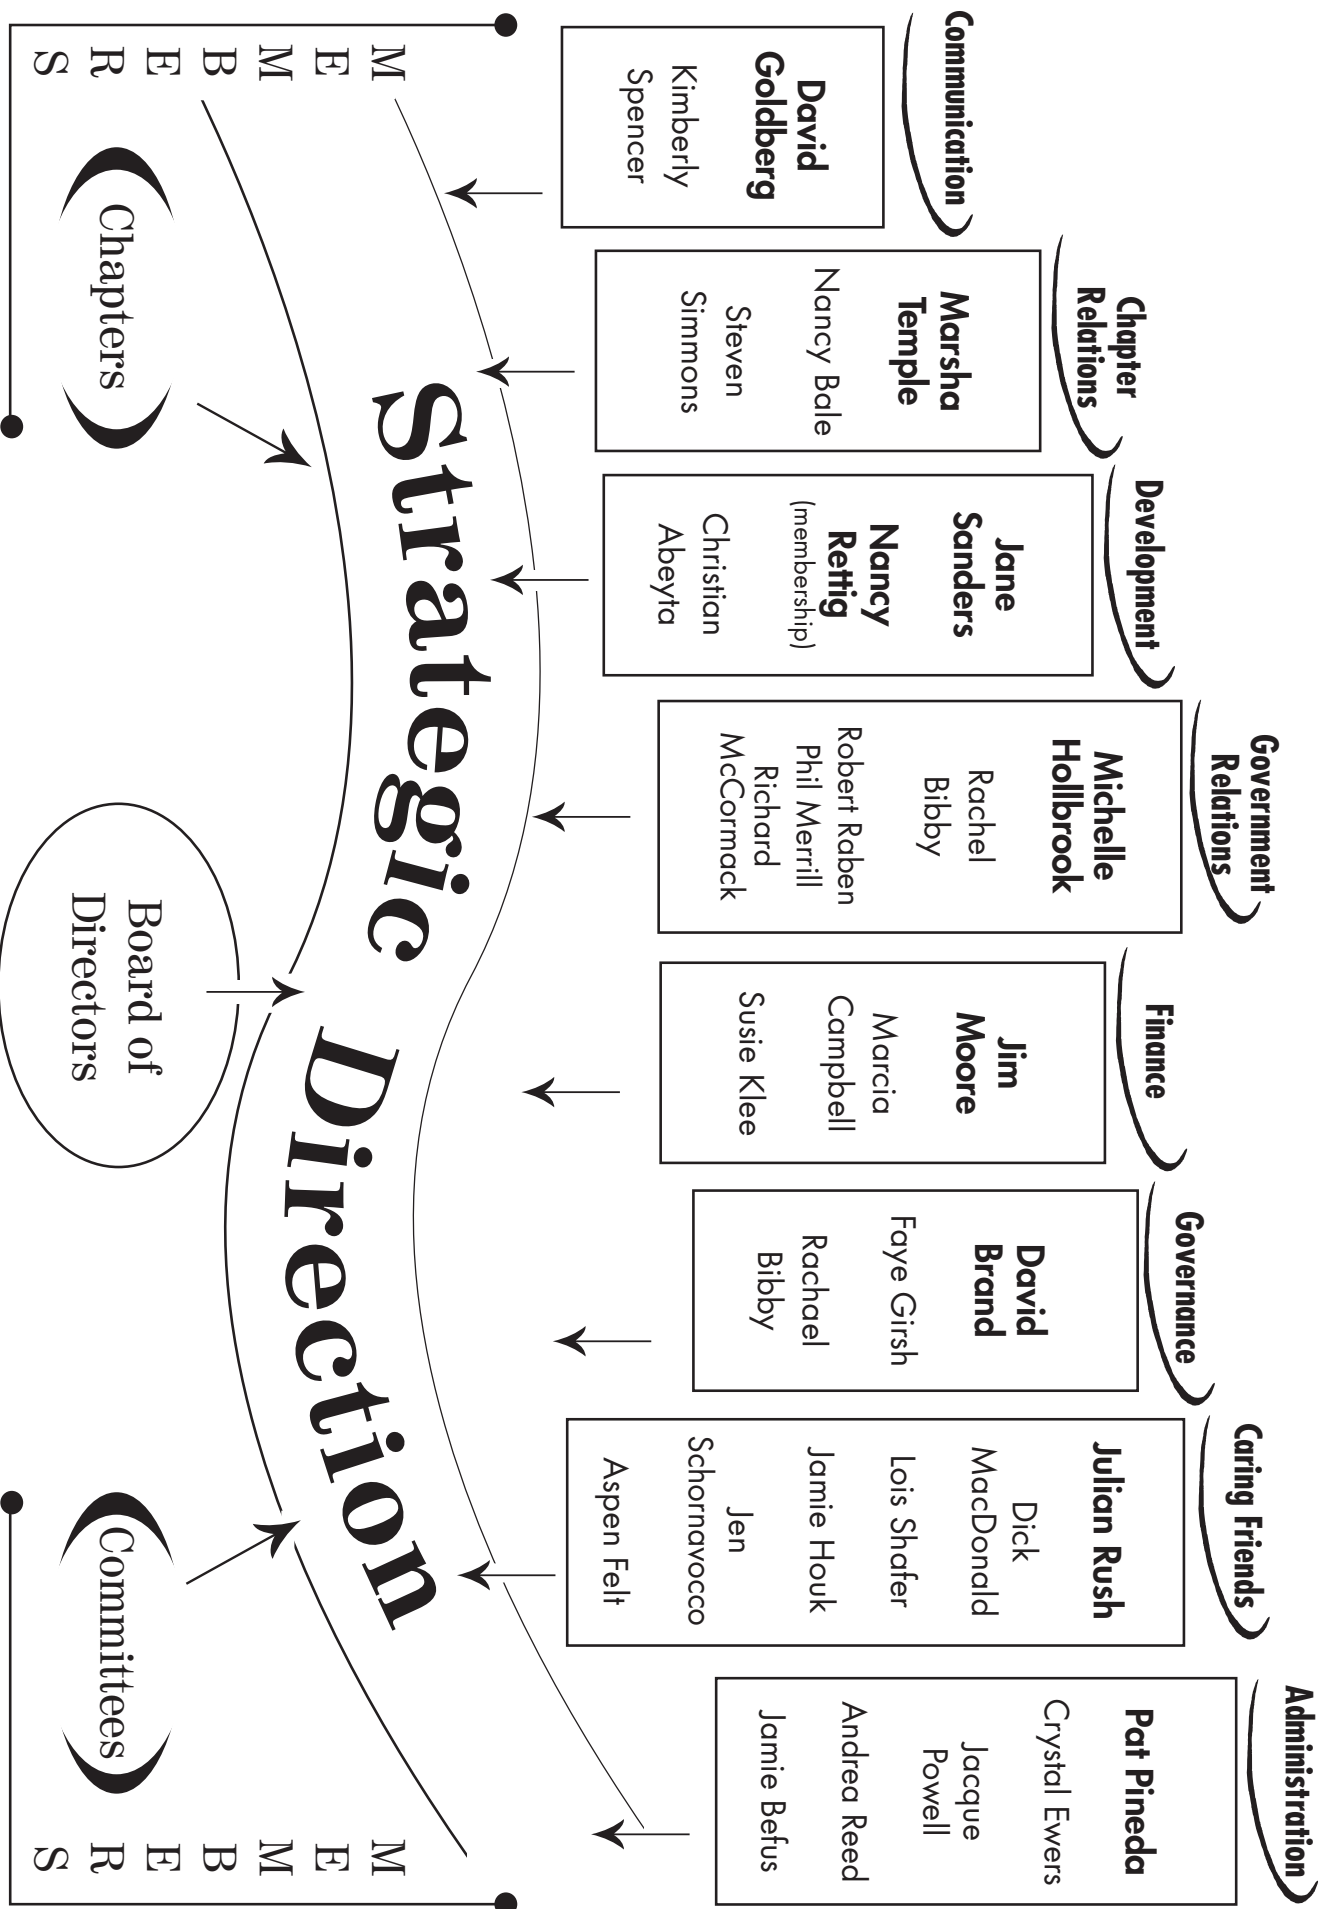 Communication
David
Goldberg
Kimberly
Spencer
Chapter
Relations
Marsha
Temple
Nancy Bale
Steven
Simmons
Development
Jane
Sanders
Nancy
Rettig
(membership)
Christian
Abeyta
Government
Relations
Michelle
Hollbrook
Rachel
Bibby
Robert Raben
Phil Merrill
Richard
McCormack
Finance
Jim
Moore
Marcia
Campbell
Susie Klee
Governance
David
Brand
Faye Girsh
Rachael
Bibby
Caring Friends
Julian Rush
Dick
MacDonald
Lois Shafer
Jamie Houk
Jen
Schornavocco
Aspen Felt
Administration
Pat Pineda
Crystal Ewers
Jacque
Powell
Andrea Reed
Jamie Befus
Strategic Direction
M
E
M
B
E
R
S
Chapters
Board of
Directors
Committees
M
E
M
B
E
R
S